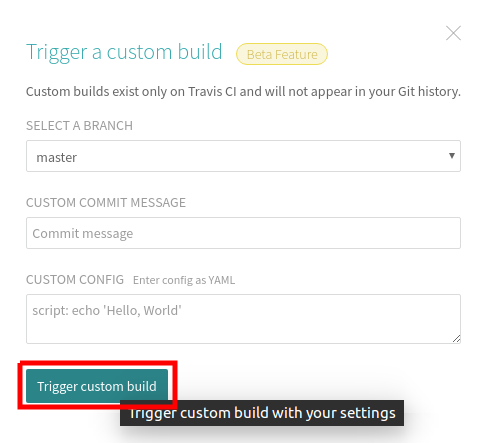 Trigger a custom build Beta Feature
Custom builds exist only on Travis CI and will not appear in your Git history.
SELECT A BRANCH
master
CUSTOM COMMIT MESSAGE
Commit message
CUSTOM CONFIG Enter config as YAML
script: echo 'Hello, World'
Trigger custom build
Trigger custom build with your settings